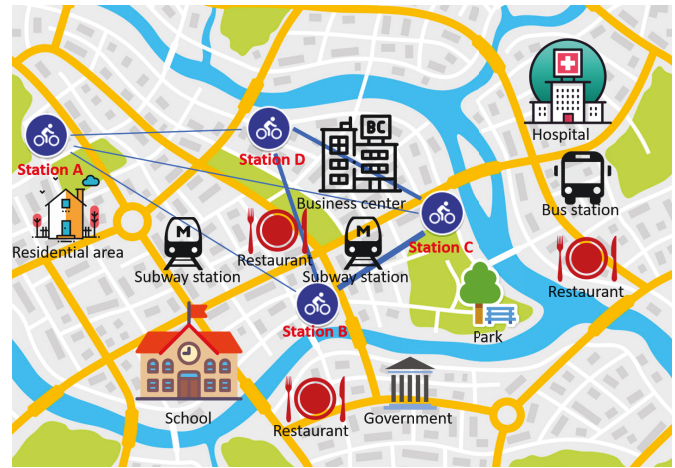 BC
Hospital
Station A
Station D
Business center
Bus station
Residential area
M
M
Station C
Restaurant
Subway station
Subway station
Restaurant
Station B
Park
School
Restaurant
Government